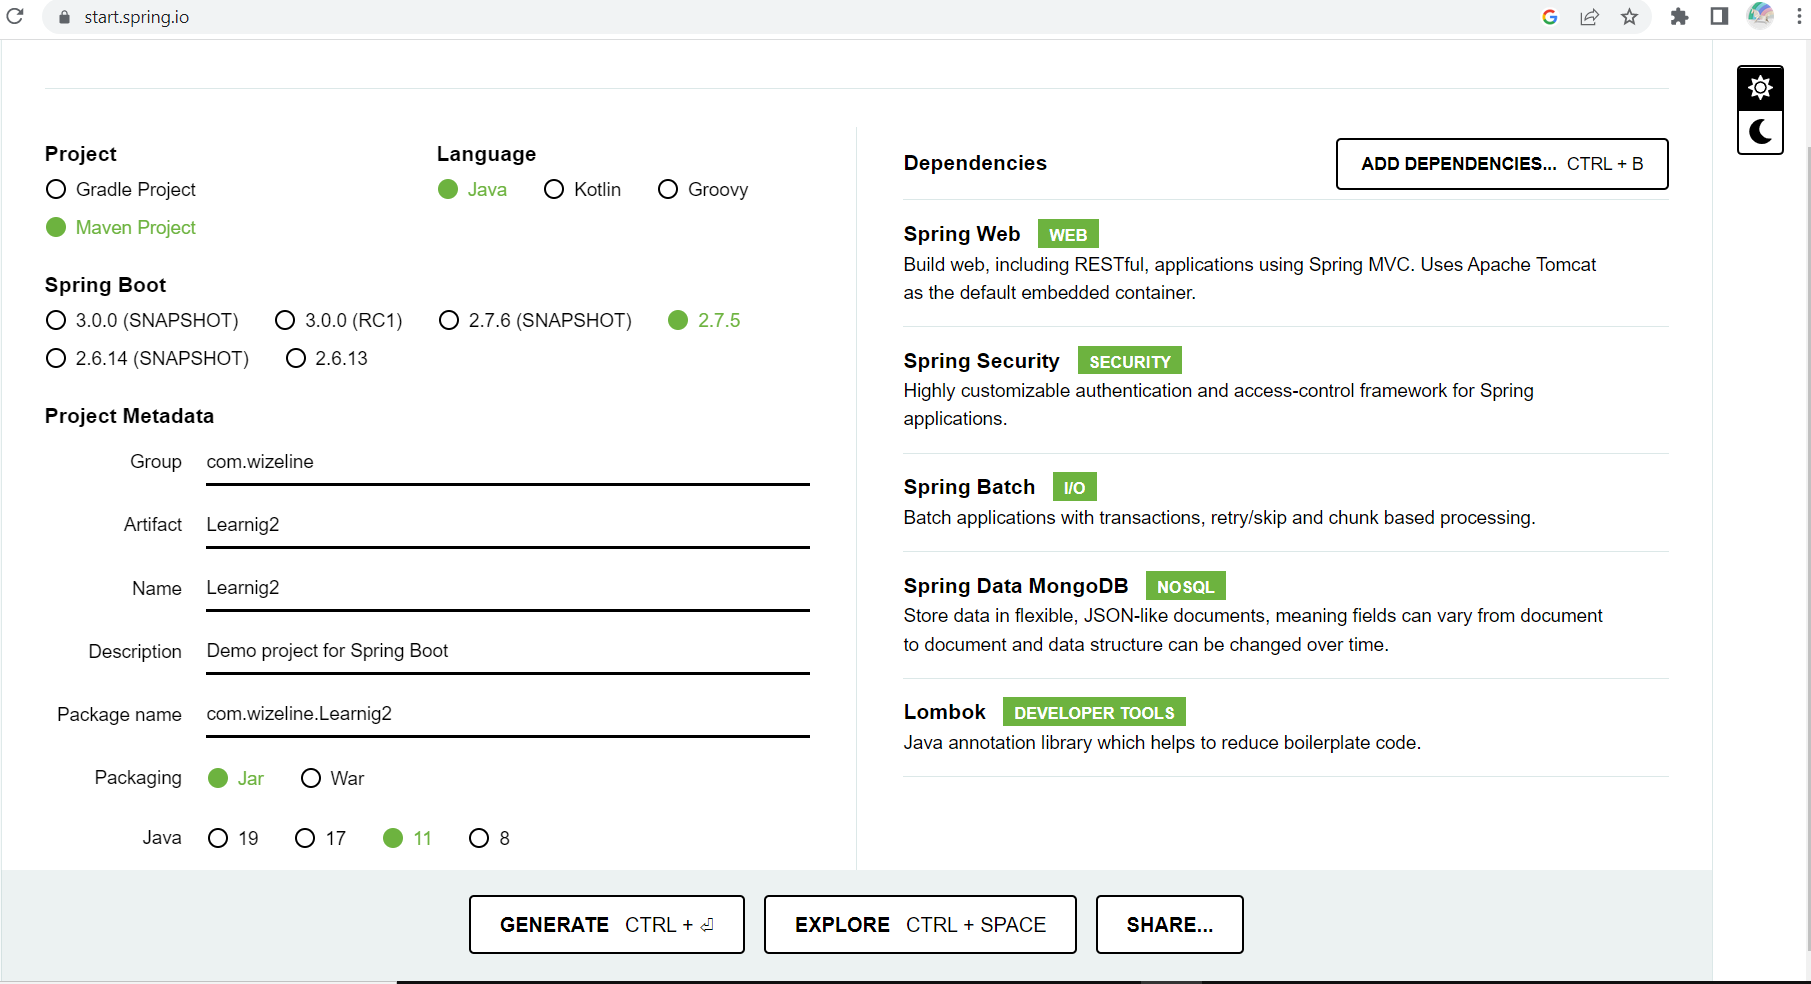 start.spring.io
Project
Gradle Project
Maven Project
Language
Java Kotlin Groovy
Spring Boot
3.0.0 (SNAPSHOT) 3.0.0 (RC1) 2.7.6 (SNAPSHOT) 2.7.5
2.6.14 (SNAPSHOT) 2.6.13
Project Metadata
Group com.wizeline
Artifact Learnig2
Name Learnig2
Description Demo project for Spring Boot
Package name com.wizeline.Learnig2
Packaging Jar War
Java 19 17 11 8
Dependencies
ADD DEPENDENCIES... CTRL + B
Spring Web WEB
Build web, including RESTful, applications using Spring MVC. Uses Apache Tomcat
as the default embedded container.
Spring Security SECURITY
Highly customizable authentication and access-control framework for Spring
applications.
Spring Batch I/O
Batch applications with transactions, retry/skip and chunk based processing.
Spring Data MongoDB NOSQL
Store data in flexible, JSON-like documents, meaning fields can vary from document
to document and data structure can be changed over time.
Lombok DEVELOPER TOOLS
Java annotation library which helps to reduce boilerplate code.
GENERATE CTRL + ⏎
EXPLORE CTRL + SPACE
SHARE...